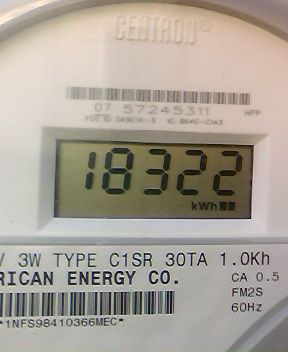 CENTRON®
07 57245311 NPP
18322
kWh
V 3W TYPE C1SR 30TA 1.0Kh
RICAN ENERGY CO. CA 0.5
FM2S
60Hz
*1NFS98410366MEC*